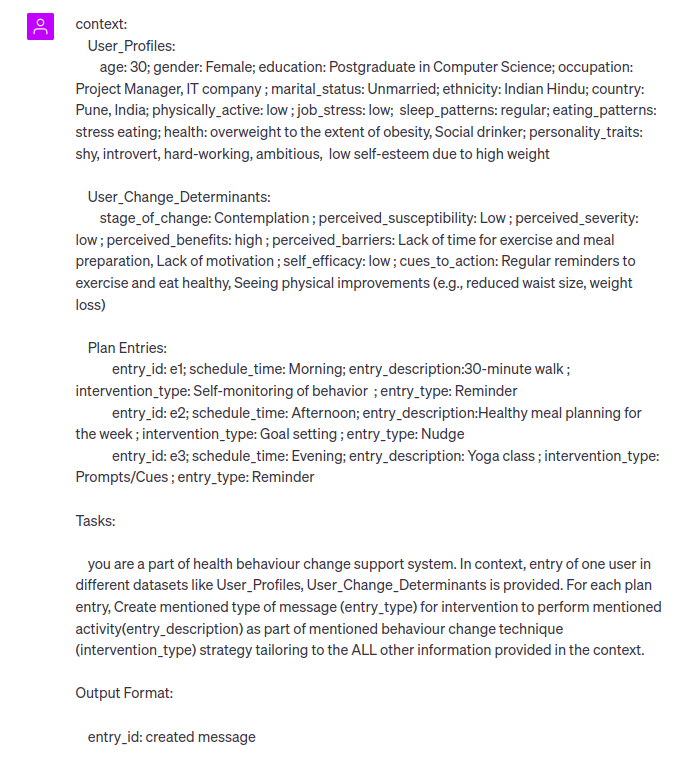 context:
User_Profiles:
age: 30; gender: Female; education: Postgraduate in Computer Science; occupation:
Project Manager, IT company ; marital_status: Unmarried; ethnicity: Indian Hindu; country:
Pune, India; physically_active: low ; job_stress: low;  sleep_patterns: regular; eating_patterns:
stress eating; health: overweight to the extent of obesity, Social drinker; personality_traits:
shy, introvert, hard-working, ambitious,  low self-esteem due to high weight
User_Change_Determinants:
stage_of_change: Contemplation ; perceived_susceptibility: Low ; perceived_severity:
low ; perceived_benefits: high ; perceived_barriers: Lack of time for exercise and meal
preparation, Lack of motivation ; self_efficacy: low ; cues_to_action: Regular reminders to
exercise and eat healthy, Seeing physical improvements (e.g., reduced waist size, weight
loss)
Plan Entries:
entry_id: e1; schedule_time: Morning; entry_description:30-minute walk ;
intervention_type: Self-monitoring of behavior  ; entry_type: Reminder
entry_id: e2; schedule_time: Afternoon; entry_description:Healthy meal planning for
the week ; intervention_type: Goal setting ; entry_type: Nudge
entry_id: e3; schedule_time: Evening; entry_description: Yoga class ; intervention_type:
Prompts/Cues ; entry_type: Reminder
Tasks:
you are a part of health behaviour change support system. In context, entry of one user in
different datasets like User_Profiles, User_Change_Determinants is provided. For each plan
entry, Create mentioned type of message (entry_type) for intervention to perform mentioned
activity(entry_description) as part of mentioned behaviour change technique
(intervention_type) strategy tailoring to the ALL other information provided in the context.
Output Format:
entry_id: created message